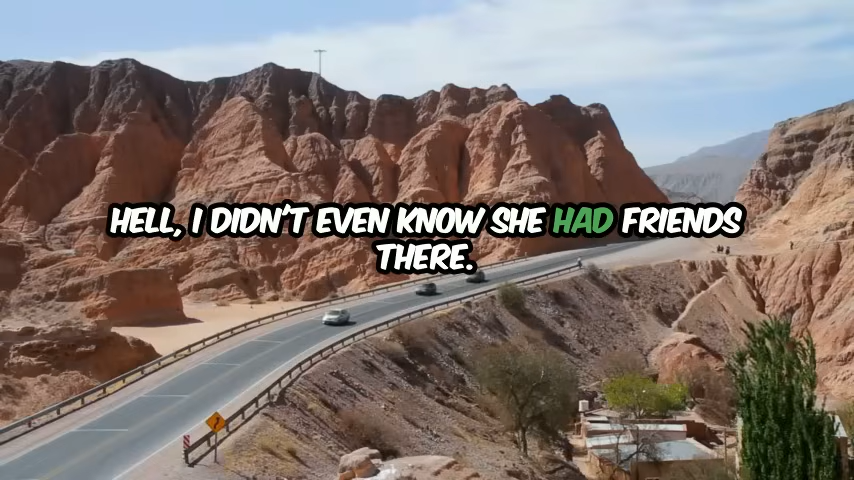 HELL, I DIDN'T EVEN KNOW SHE HAD FRIENDS
THERE.